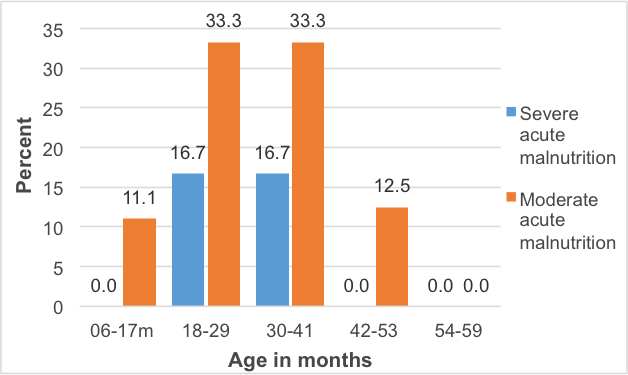 35
30
25
20
15
10
5
0
Percent
0.0
11.1
16.7
33.3
16.7
33.3
0.0
12.5
0.0
0.0
06-17m
18-29
30-41
42-53
54-59
Age in months
Severe
acute
malnutrition
Moderate
acute
malnutrition